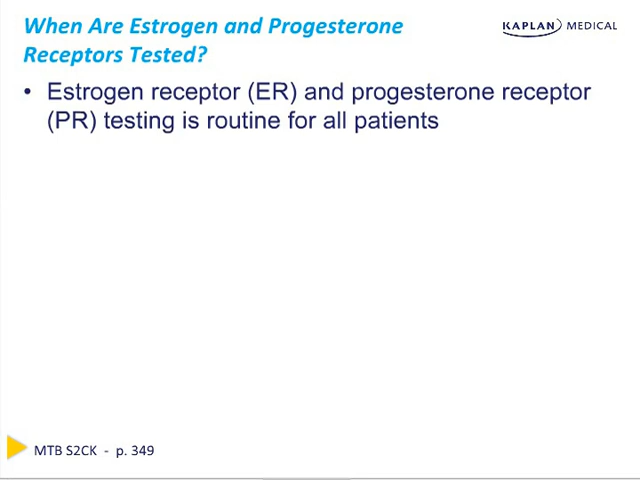 When Are Estrogen and Progesterone
Receptors Tested?
KAPLAN MEDICAL
• Estrogen receptor (ER) and progesterone receptor
(PR) testing is routine for all patients
MTB S2CK - p. 349